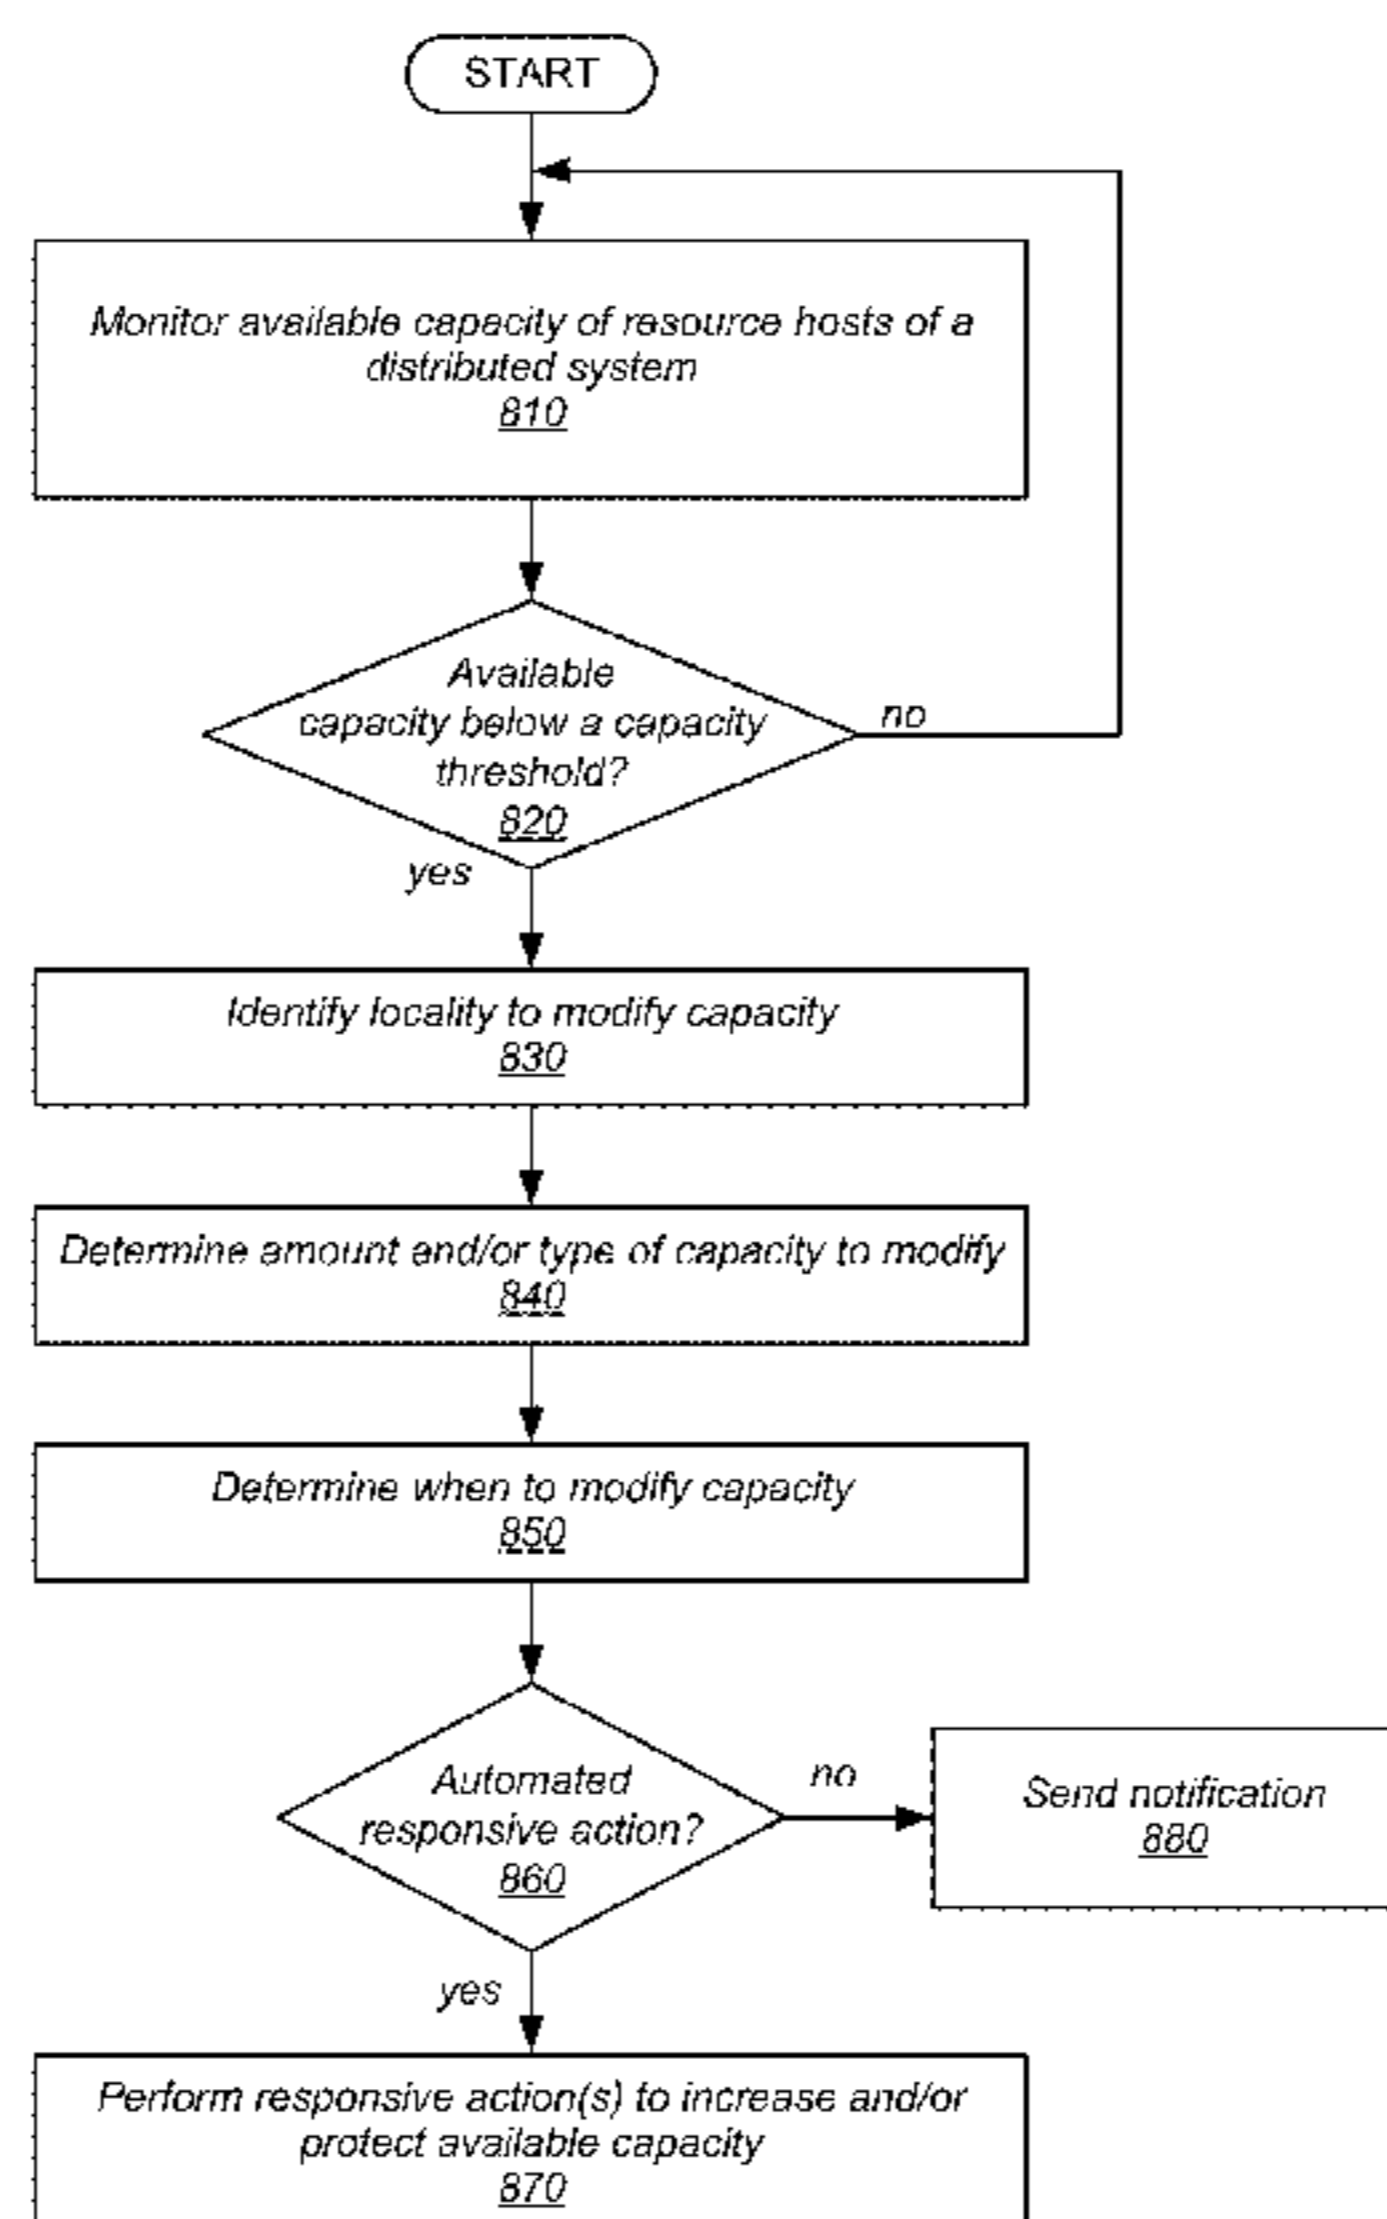 START
Monitor available capacity of resource hosts of a
distributed system
810
Available
capacity below a capacity
threshold?
820
no
yes
Identify locality to modify capacity
830
Determine amount and/or type of capacity to modify
840
Determine when to modify capacity
850
Automated
responsive action?
860
no
Send notification
880
yes
Perform responsive action(s) to increase and/or
protect available capacity
870